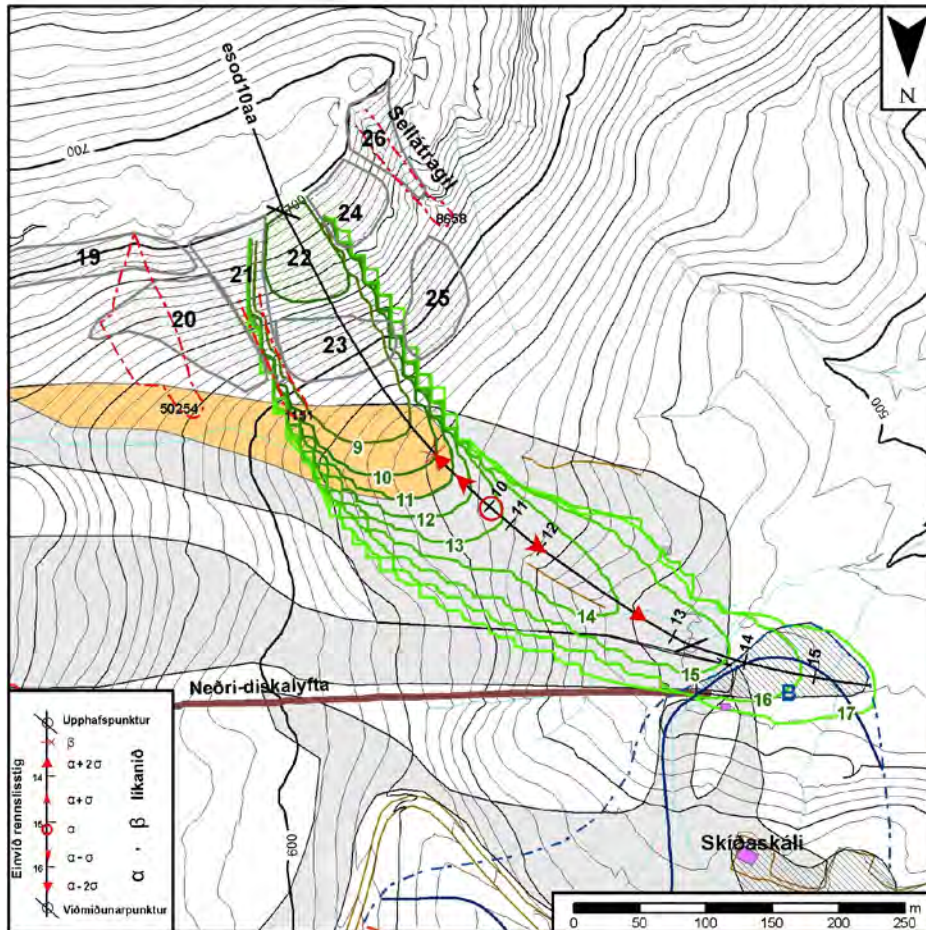 esod10aa
N
700
Sellátragil
26
8658
700
24
19
22
21
25
20
23
50254
1151
500
9
10
11
12
13
14
10
11
12
13
14
15
15
16
17
B
Neðri-diskalyfta
600
Skíðaskáli
Einvíð rennslisstig
α , β líkanið
Upphafspunktur
β
α + 2σ
14
α + σ
15
α
α - σ
16
α - 2σ
Viðmiðunarpunktur
0 50 100 150 200 250 m